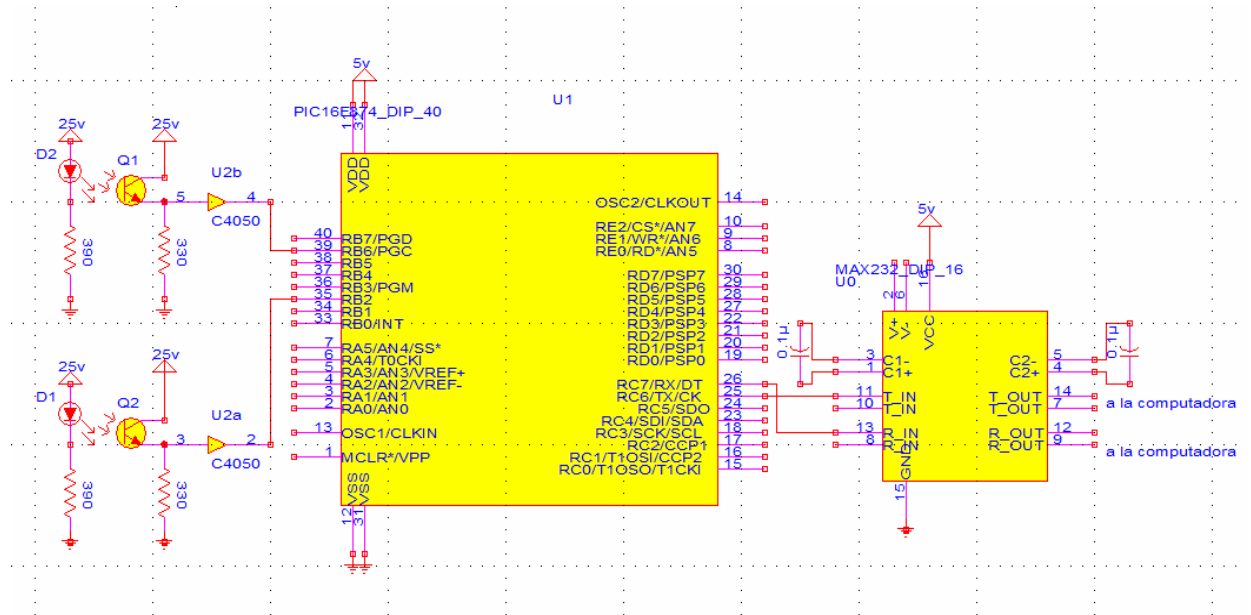 5v
U1
PIC16F874_DIP_40
11
32
VDD
VDD
25v
25v
D2
Q1
U2b
5
4
C4050
390
330
40 RB7/PGD
39 RB6/PGC
38 RB5
37 RB4
36 RB3/PGM
35 RB2
34 RB1
33 RB0/INT
7 RA5/AN4/SS*
6 RA4/T0CKI
5 RA3/AN3/VREF+
4 RA2/AN2/VREF-
3 RA1/AN1
2 RA0/AN0
13 OSC1/CLKIN
1 MCLR*/VPP
VSS
VSS
12
31
25v
25v
D1
Q2
U2a
3
2
C4050
390
330
OSC2/CLKOUT 14
RE2/CS*/AN7 10
RE1/WR*/AN6 9
RE0/RD*/AN5 8
RD7/PSP7 30
RD6/PSP6 29
RD5/PSP5 28
RD4/PSP4 27
RD3/PSP3 22
RD2/PSP2 21
RD1/PSP1 20
RD0/PSP0 19
RC7/RX/DT 26
RC6/TX/CK 25
RC5/SDO 24
RC4/SDI/SDA 23
RC3/SCK/SCL 18
RC2/CCP1 17
RC1/T1OSI/CCP2 16
RC0/T1OSO/T1CKI 15
5v
MAX232_DIP_16
U0
2
6
16
V+
V-
VCC
0.1µ
0.1µ
3 C1-
1 C1+
11 T_IN
10 T_IN
13 R_IN
8 R_IN
GND
15
C2- 5
C2+ 4
T_OUT 14
T_OUT 7
R_OUT 12
R_OUT 9
a la computadora
a la computadora